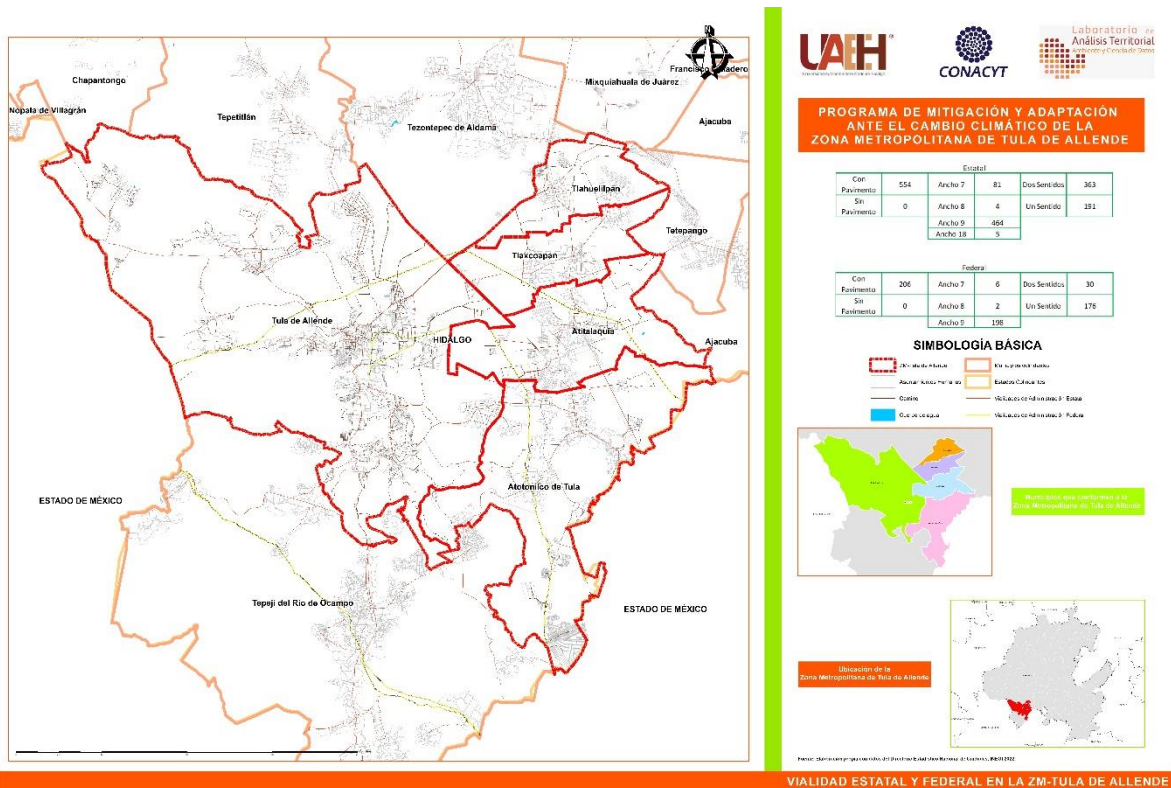 Chapantongo
Nopala de Villagrán
Tepetitlán
Tezontepec de Aldama
Mixquiahuala de Juárez
Francisco
Ajacuba
Tlahuelilpan
Tetepango
Tlaxcoapan
Tula de Allende
HIDALGO
Atitalaquia
Ajacuba
Atotonilco de Tula
ESTADO DE MÉXICO
Tepeji del Río de Ocampo
ESTADO DE MÉXICO
UAEH
CONACYT
Laboratorio de
Análisis Territorial
Ambiente y Ciencia de Datos
PROGRAMA DE MITIGACIÓN Y ADAPTACIÓN
ANTE EL CAMBIO CLIMÁTICO DE LA
ZONA METROPOLITANA DE TULA DE ALLENDE
Estatal
Con Pavimento 554 Ancho 7 81 Dos Sentidos 363
Sin Pavimento 0 Ancho 8 4 Un Sentido 191
Ancho 9 464
Ancho 18 5
Federal
Con Pavimento 206 Ancho 7 6 Dos Sentidos 30
Sin Pavimento 0 Ancho 8 2 Un Sentido 176
Ancho 9 198
SIMBOLOGÍA BÁSICA
Municipios que conforman a la
Zona Metropolitana de Tula de Allende
Ubicación de la
Zona Metropolitana de Tula de Allende
VIALIDAD ESTATAL Y FEDERAL EN LA ZM-TULA DE ALLENDE